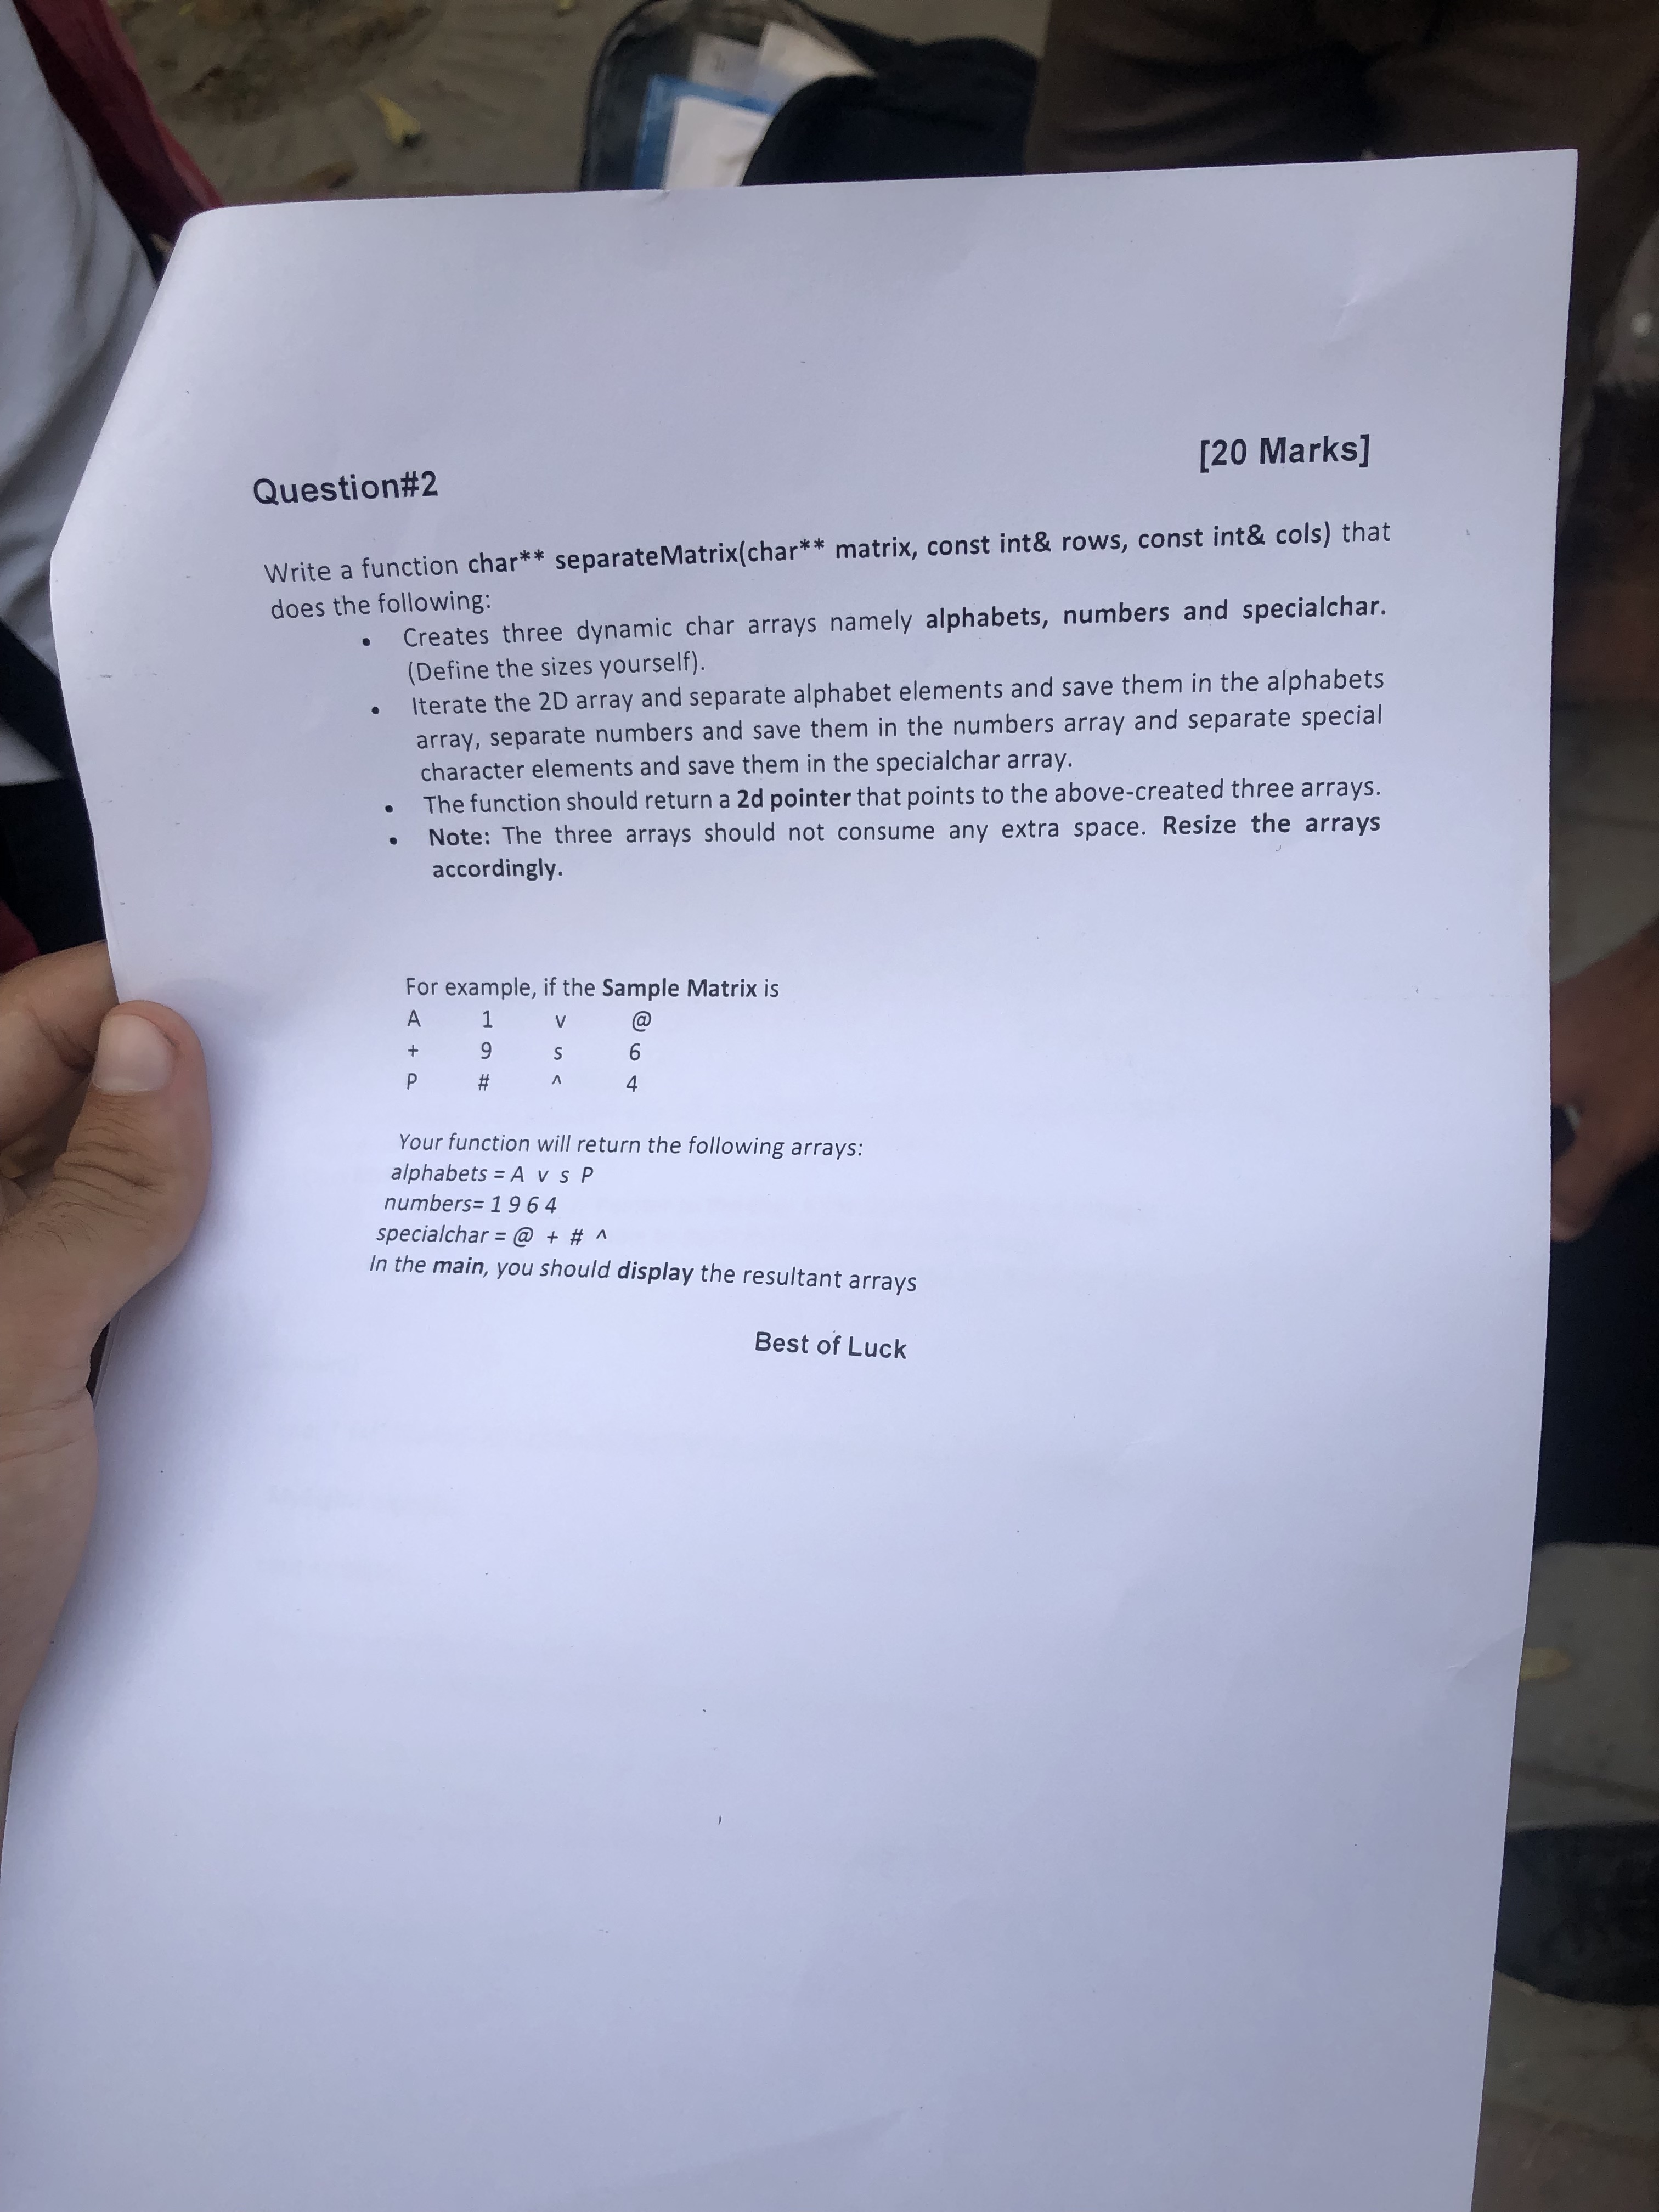 [20 Marks]
Question#2
Write a function char** separateMatrix(char** matrix, const int& rows, const int& cols) that
does the following:
• Creates three dynamic char arrays namely alphabets, numbers and specialchar.
(Define the sizes yourself).
• Iterate the 2D array and separate alphabet elements and save them in the alphabets
array, separate numbers and save them in the numbers array and separate special
character elements and save them in the specialchar array.
• The function should return a 2d pointer that points to the above-created three arrays.
• Note: The three arrays should not consume any extra space. Resize the arrays
accordingly.
For example, if the Sample Matrix is
A 1 v @
+ 9 s 6
P # ^ 4
Your function will return the following arrays:
alphabets = A v s P
numbers= 1 9 6 4
specialchar = @ + # ^
In the main, you should display the resultant arrays
Best of Luck